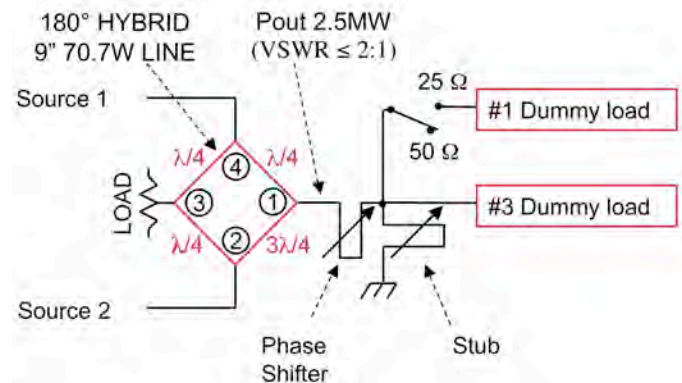 180° HYBRID
9" 70.7W LINE
Pout 2.5MW
(VSWR ≤ 2:1)
Source 1
25 Ω
#1 Dummy load
50 Ω
λ/4
λ/4
4
LOAD
3
1
#3 Dummy load
2
λ/4
3λ/4
Source 2
Phase
Shifter
Stub